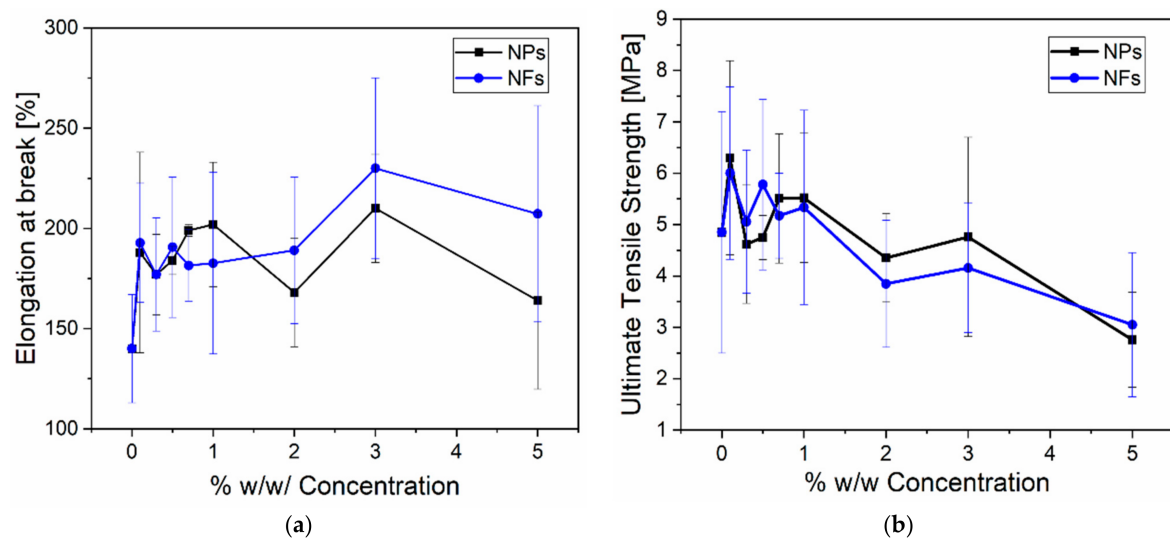 300
250
200
150
100
Elongation at break [%]
NPs
NFs
0 1 2 3 4 5
% w/w/ Concentration
(a)
9
8
7
6
5
4
3
2
1
Ultimate Tensile Strength [MPa]
NPs
NFs
0 1 2 3 4 5
% w/w Concentration
(b)